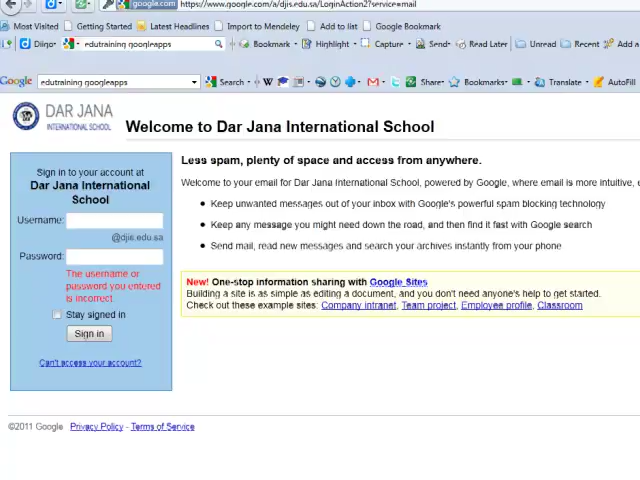 google.com https://www.google.com/a/djis.edu.sa/LoginAction2?service=mail
Most Visited Getting Started Latest Headlines Import to Mendeley Add to list Google Bookmark
Diigo edutraining googleapps Bookmark Highlight Capture Send Read Later Unread Recent Add a
Google edutraining googleapps Search W Share Bookmarks Translate AutoFill
DAR JANA
INTERNATIONAL SCHOOL
Welcome to Dar Jana International School
Sign in to your account at
Dar Jana International
School
Username:
@djis.edu.sa
Password:
The username or
password you entered
is incorrect.
Stay signed in
Sign in
Can't access your account?
Less spam, plenty of space and access from anywhere.
Welcome to your email for Dar Jana International School, powered by Google, where email is more intuitive,
Keep unwanted messages out of your inbox with Google's powerful spam blocking technology
Keep any message you might need down the road, and then find it fast with Google search
Send mail, read new messages and search your archives instantly from your phone
New! One-stop information sharing with Google Sites
Building a site is as simple as editing a document, and you don't need anyone's help to get started.
Check out these example sites: Company intranet, Team project, Employee profile, Classroom
©2011 Google Privacy Policy - Terms of Service